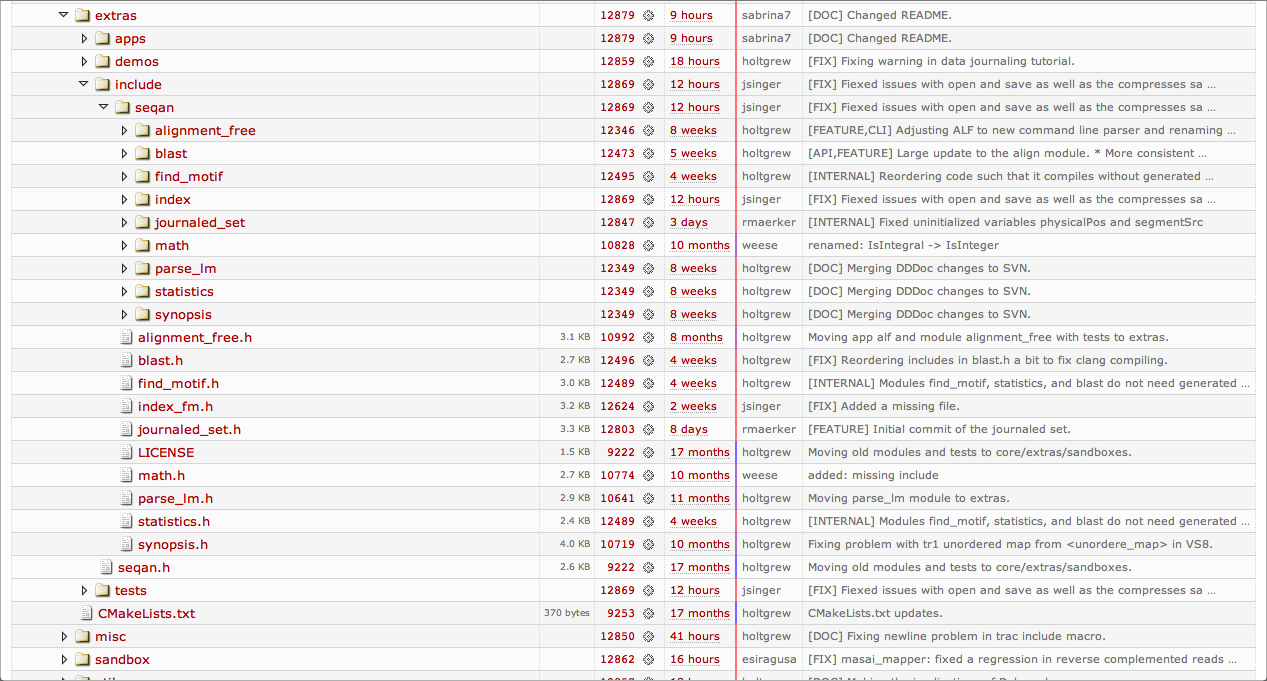 extras 12879 9 hours sabrina7 [DOC] Changed README.
apps 12879 9 hours sabrina7 [DOC] Changed README.
demos 12859 18 hours holtgrew [FIX] Fixing warning in data journaling tutorial.
include 12869 12 hours jsinger [FIX] Fiexed issues with open and save as well as the compresses sa …
seqan 12869 12 hours jsinger [FIX] Fiexed issues with open and save as well as the compresses sa …
alignment_free 12346 8 weeks holtgrew [FEATURE,CLI] Adjusting ALF to new command line parser and renaming …
blast 12473 5 weeks holtgrew [API,FEATURE] Large update to the align module. * More consistent …
find_motif 12495 4 weeks holtgrew [INTERNAL] Reordering code such that it compiles without generated …
index 12869 12 hours jsinger [FIX] Fiexed issues with open and save as well as the compresses sa …
journaled_set 12847 3 days rmaerker [INTERNAL] Fixed uninitialized variables physicalPos and segmentSrc
math 10828 10 months weese renamed: IsIntegral -> IsInteger
parse_lm 12349 8 weeks holtgrew [DOC] Merging DDDoc changes to SVN.
statistics 12349 8 weeks holtgrew [DOC] Merging DDDoc changes to SVN.
synopsis 12349 8 weeks holtgrew [DOC] Merging DDDoc changes to SVN.
alignment_free.h 3.1 KB 10992 8 months holtgrew Moving app alf and module alignment_free with tests to extras.
blast.h 2.7 KB 12496 4 weeks holtgrew [FIX] Reordering includes in blast.h a bit to fix clang compiling.
find_motif.h 3.0 KB 12489 4 weeks holtgrew [INTERNAL] Modules find_motif, statistics, and blast do not need generated …
index_fm.h 3.2 KB 12624 2 weeks jsinger [FIX] Added a missing file.
journaled_set.h 3.3 KB 12803 8 days rmaerker [FEATURE] Initial commit of the journaled set.
LICENSE 1.5 KB 9222 17 months holtgrew Moving old modules and tests to core/extras/sandboxes.
math.h 2.7 KB 10774 10 months weese added: missing include
parse_lm.h 2.9 KB 10641 11 months holtgrew Moving parse_lm module to extras.
statistics.h 2.4 KB 12489 4 weeks holtgrew [INTERNAL] Modules find_motif, statistics, and blast do not need generated …
synopsis.h 4.0 KB 10719 10 months holtgrew Fixing problem with tr1 unordered map from <unordere_map> in VS8.
seqan.h 2.6 KB 9222 17 months holtgrew Moving old modules and tests to core/extras/sandboxes.
tests 12869 12 hours jsinger [FIX] Fiexed issues with open and save as well as the compresses sa …
CMakeLists.txt 370 bytes 9253 17 months holtgrew CMakeLists.txt updates.
misc 12850 41 hours holtgrew [DOC] Fixing newline problem in trac include macro.
sandbox 12862 16 hours esiragusa [FIX] masai_mapper: fixed a regression in reverse complemented reads …